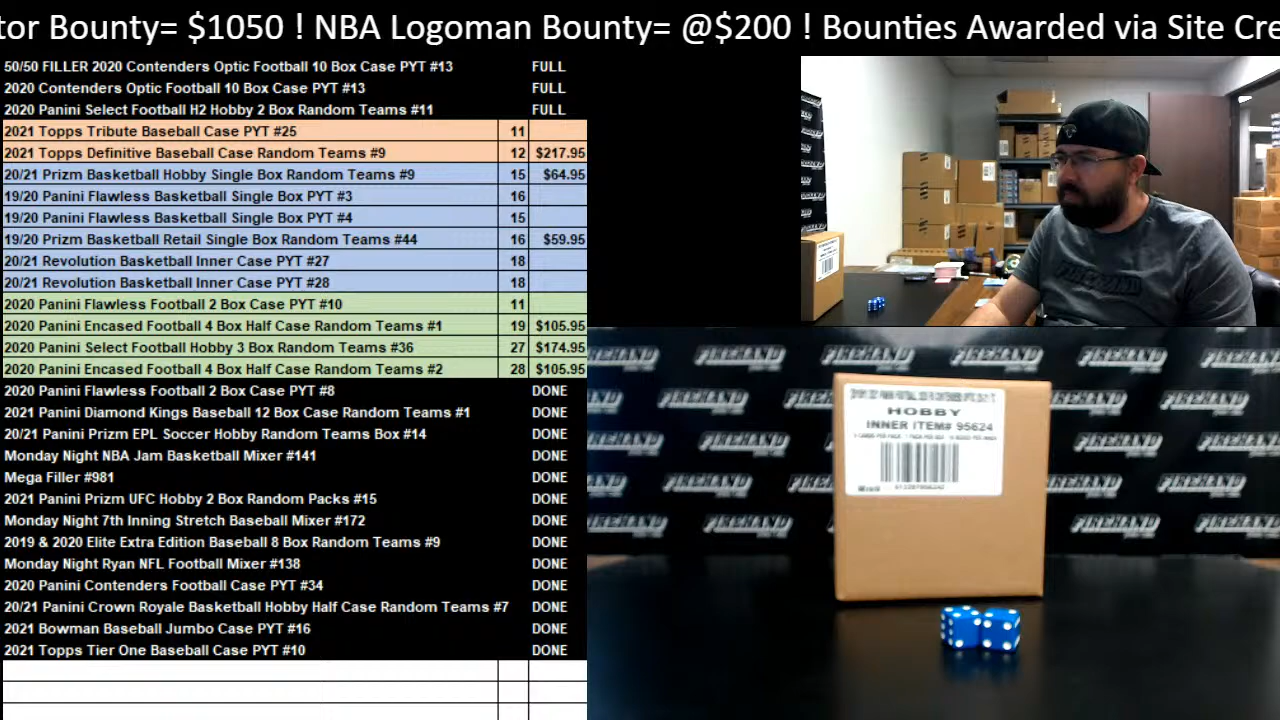 tor Bounty= $1050 ! NBA Logoman Bounty= @$200 ! Bounties Awarded via Site Cre
50/50 FILLER 2020 Contenders Optic Football 10 Box Case PYT #13 FULL
2020 Contenders Optic Football 10 Box Case PYT #13 FULL
2020 Panini Select Football H2 Hobby 2 Box Random Teams #11 FULL
2021 Topps Tribute Baseball Case PYT #25 11
2021 Topps Definitive Baseball Case Random Teams #9 12 $217.95
20/21 Prizm Basketball Hobby Single Box Random Teams #9 15 $64.95
19/20 Panini Flawless Basketball Single Box PYT #3 16
19/20 Panini Flawless Basketball Single Box PYT #4 15
19/20 Prizm Basketball Retail Single Box Random Teams #44 16 $59.95
20/21 Revolution Basketball Inner Case PYT #27 18
20/21 Revolution Basketball Inner Case PYT #28 18
2020 Panini Flawless Football 2 Box Case PYT #10 11
2020 Panini Encased Football 4 Box Half Case Random Teams #1 19 $105.95
2020 Panini Select Football Hobby 3 Box Random Teams #36 27 $174.95
2020 Panini Encased Football 4 Box Half Case Random Teams #2 28 $105.95
2020 Panini Flawless Football 2 Box Case PYT #8 DONE
2021 Panini Diamond Kings Baseball 12 Box Case Random Teams #1 DONE
20/21 Panini Prizm EPL Soccer Hobby Random Teams Box #14 DONE
Monday Night NBA Jam Basketball Mixer #141 DONE
Mega Filler #981 DONE
2021 Panini Prizm UFC Hobby 2 Box Random Packs #15 DONE
Monday Night 7th Inning Stretch Baseball Mixer #172 DONE
2019 & 2020 Elite Extra Edition Baseball 8 Box Random Teams #9 DONE
Monday Night Ryan NFL Football Mixer #138 DONE
2020 Panini Contenders Football Case PYT #34 DONE
20/21 Panini Crown Royale Basketball Hobby Half Case Random Teams #7 DONE
2021 Bowman Baseball Jumbo Case PYT #16 DONE
2021 Topps Tier One Baseball Case PYT #10 DONE
FIREHAND
HOBBY
INNER ITEM# 95624